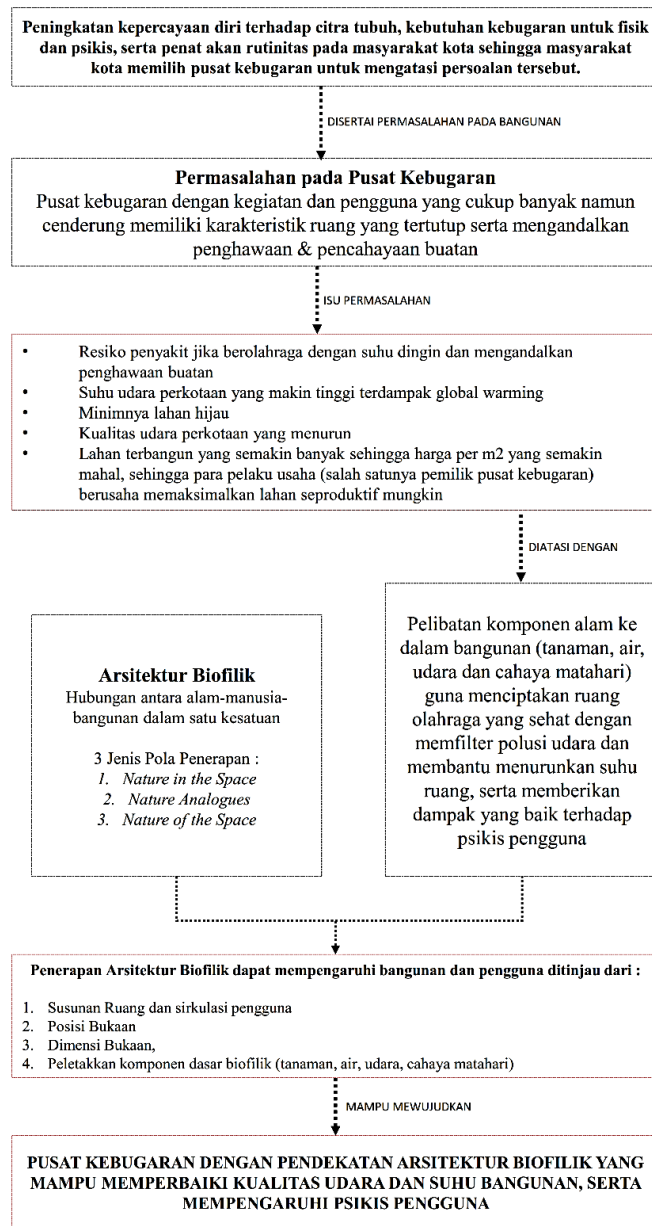 Peningkatan kepercayaan diri terhadap citra tubuh, kebutuhan kebugaran untuk fisik
dan psikis, serta penat akan rutinitas pada masyarakat kota sehingga masyarakat
kota memilih pusat kebugaran untuk mengatasi persoalan tersebut.
DISERTAI PERMASALAHAN PADA BANGUNAN
Permasalahan pada Pusat Kebugaran
Pusat kebugaran dengan kegiatan dan pengguna yang cukup banyak namun
cenderung memiliki karakteristik ruang yang tertutup serta mengandalkan
penghawaan & pencahayaan buatan
ISU PERMASALAHAN
• Resiko penyakit jika berolahraga dengan suhu dingin dan mengandalkan
penghawaan buatan
• Suhu udara perkotaan yang makin tinggi terdampak global warming
• Minimnya lahan hijau
• Kualitas udara perkotaan yang menurun
• Lahan terbangun yang semakin banyak sehingga harga per m2 yang semakin
mahal, sehingga para pelaku usaha (salah satunya pemilik pusat kebugaran)
berusaha memaksimalkan lahan seproduktif mungkin
DIATASI DENGAN
Arsitektur Biofilik
Hubungan antara alam-manusia-
bangunan dalam satu kesatuan
3 Jenis Pola Penerapan :
1. Nature in the Space
2. Nature Analogues
3. Nature of the Space
Pelibatan komponen alam ke
dalam bangunan (tanaman, air,
udara dan cahaya matahari)
guna menciptakan ruang
olahraga yang sehat dengan
memfilter polusi udara dan
membantu menurunkan suhu
ruang, serta memberikan
dampak yang baik terhadap
psikis pengguna
Penerapan Arsitektur Biofilik dapat mempengaruhi bangunan dan pengguna ditinjau dari :
1. Susunan Ruang dan sirkulasi pengguna
2. Posisi Bukaan
3. Dimensi Bukaan,
4. Peletakkan komponen dasar biofilik (tanaman, air, udara, cahaya matahari)
MAMPU MEWUJUDKAN
PUSAT KEBUGARAN DENGAN PENDEKATAN ARSITEKTUR BIOFILIK YANG
MAMPU MEMPERBAIKI KUALITAS UDARA DAN SUHU BANGUNAN, SERTA
MEMPENGARUHI PSIKIS PENGGUNA